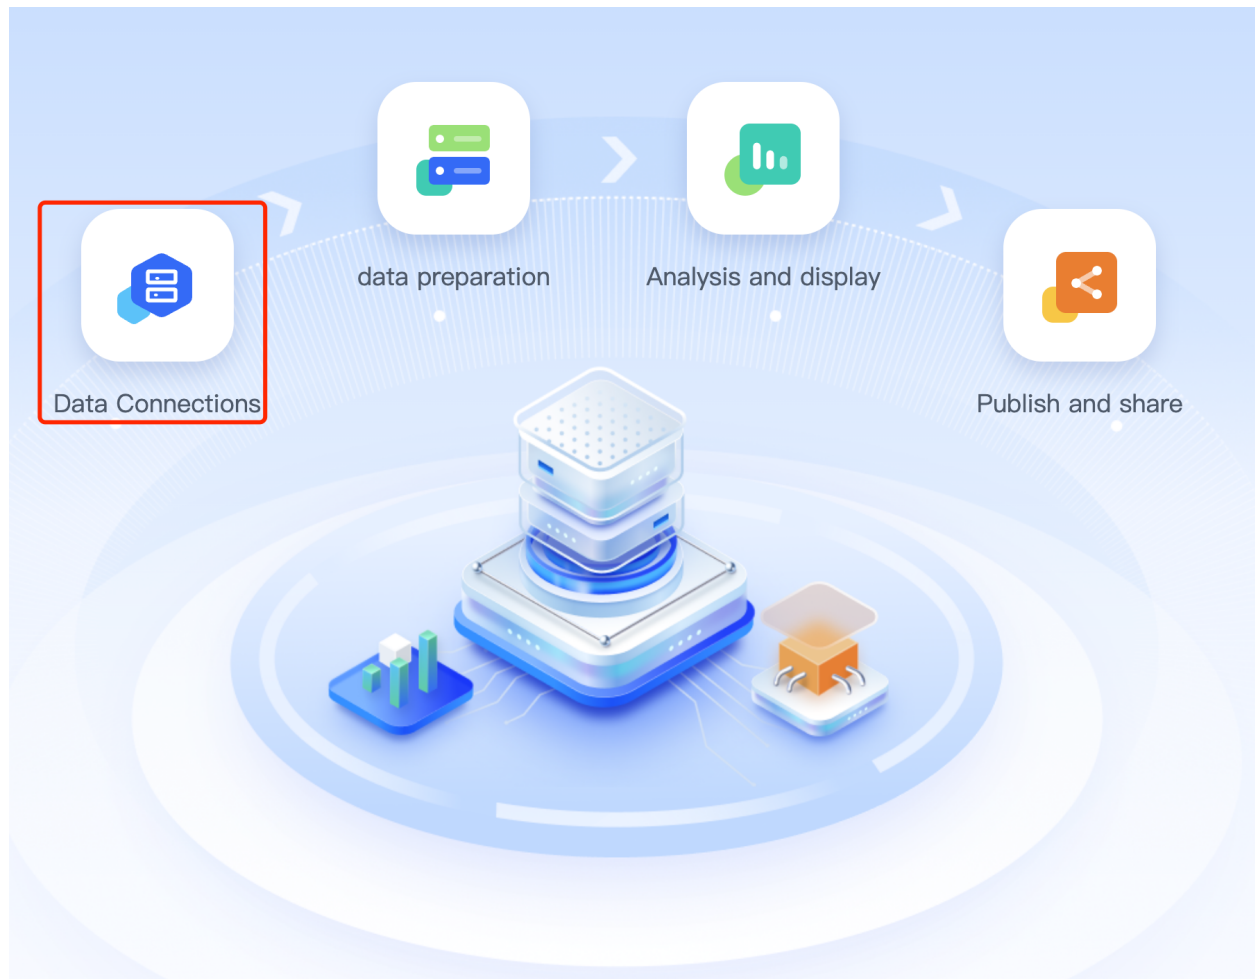 Data Connections
data preparation
Analysis and display
Publish and share